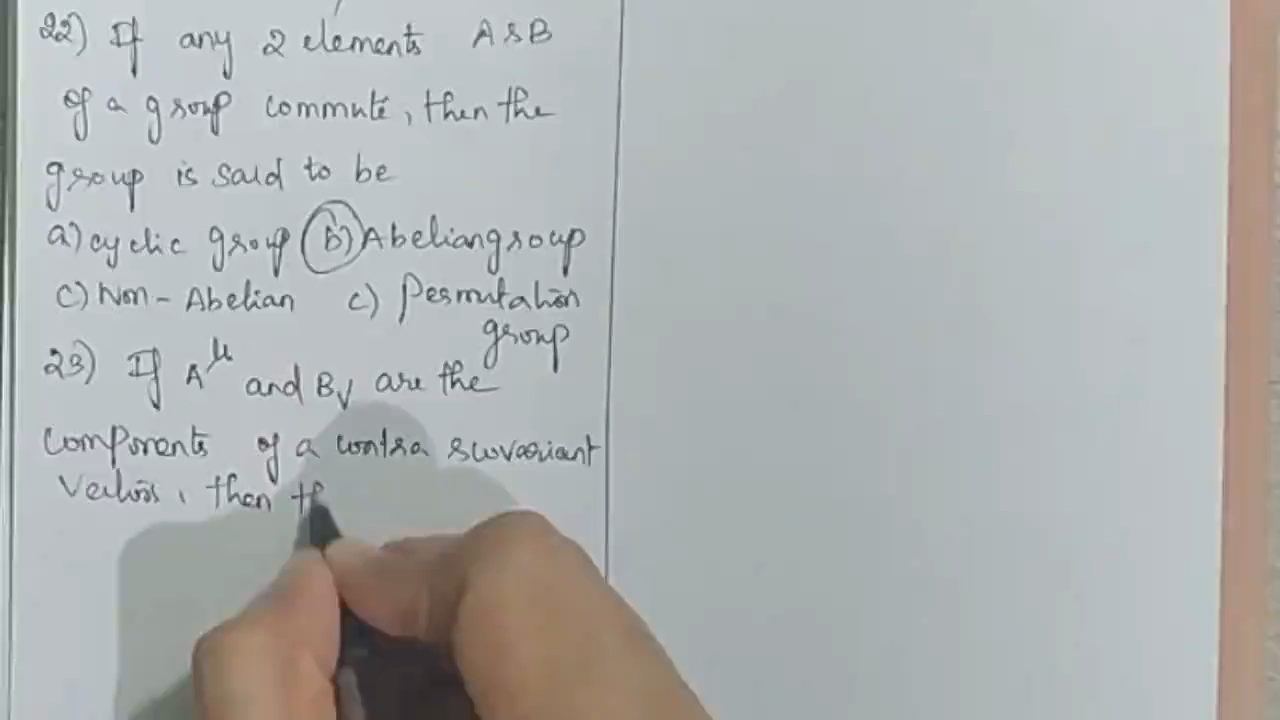 22) If any 2 elements A & B
of a group commute, then the
group is said to be
a) cyclic group b) Abelian group
c) Non-Abelian c) Permutation
group
23) If A^μ and B_ν are the
components of a contra & covariant
Vectors, then th